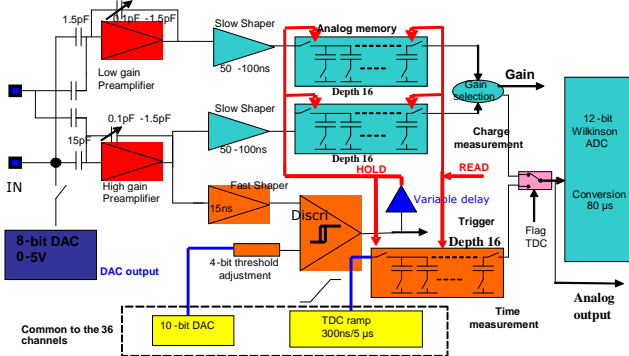 1.5pF
0.1pF -1.5pF
Low gain
Preamplifier
Slow Shaper
50 -100ns
Analog memory
Depth 16
Gain
Gain
selection
12-bit
Wilkinson
ADC
Conversion
80 µs
Slow Shaper
50 -100ns
Depth 16
Charge
measurement
15pF
0.1pF -1.5pF
IN
High gain
Preamplifier
HOLD
READ
Fast Shaper
15ns
Variable delay
Discri
Trigger
Flag
TDC
Depth 16
8-bit DAC
0-5V
DAC output
4-bit threshold
adjustment
Analog
output
Time
measurement
Common to the 36
channels
10-bit DAC
TDC ramp
300ns/5 µs